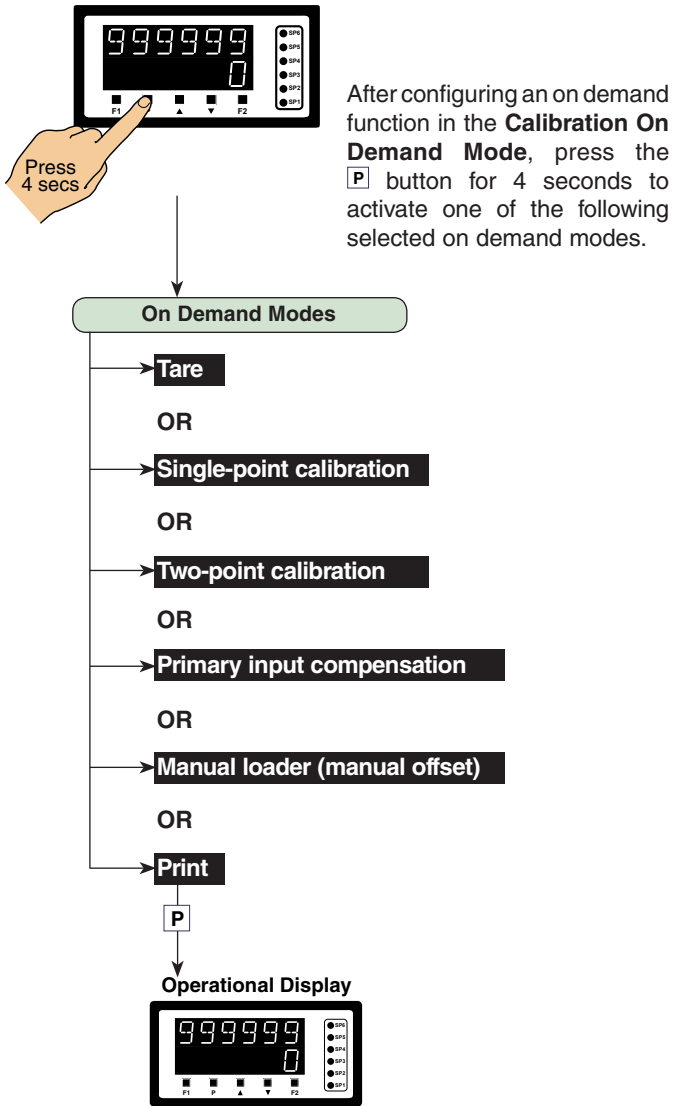 999999
0
SP6
SP5
SP4
SP3
SP2
SP1
F1 ▲ ▼ F2
Press
4 secs
After configuring an on demand
function in the Calibration On
Demand Mode, press the
P button for 4 seconds to
activate one of the following
selected on demand modes.
On Demand Modes
Tare
OR
Single-point calibration
OR
Two-point calibration
OR
Primary input compensation
OR
Manual loader (manual offset)
OR
Print
P
Operational Display
999999
0
SP6
SP5
SP4
SP3
SP2
SP1
F1 P ▲ ▼ F2